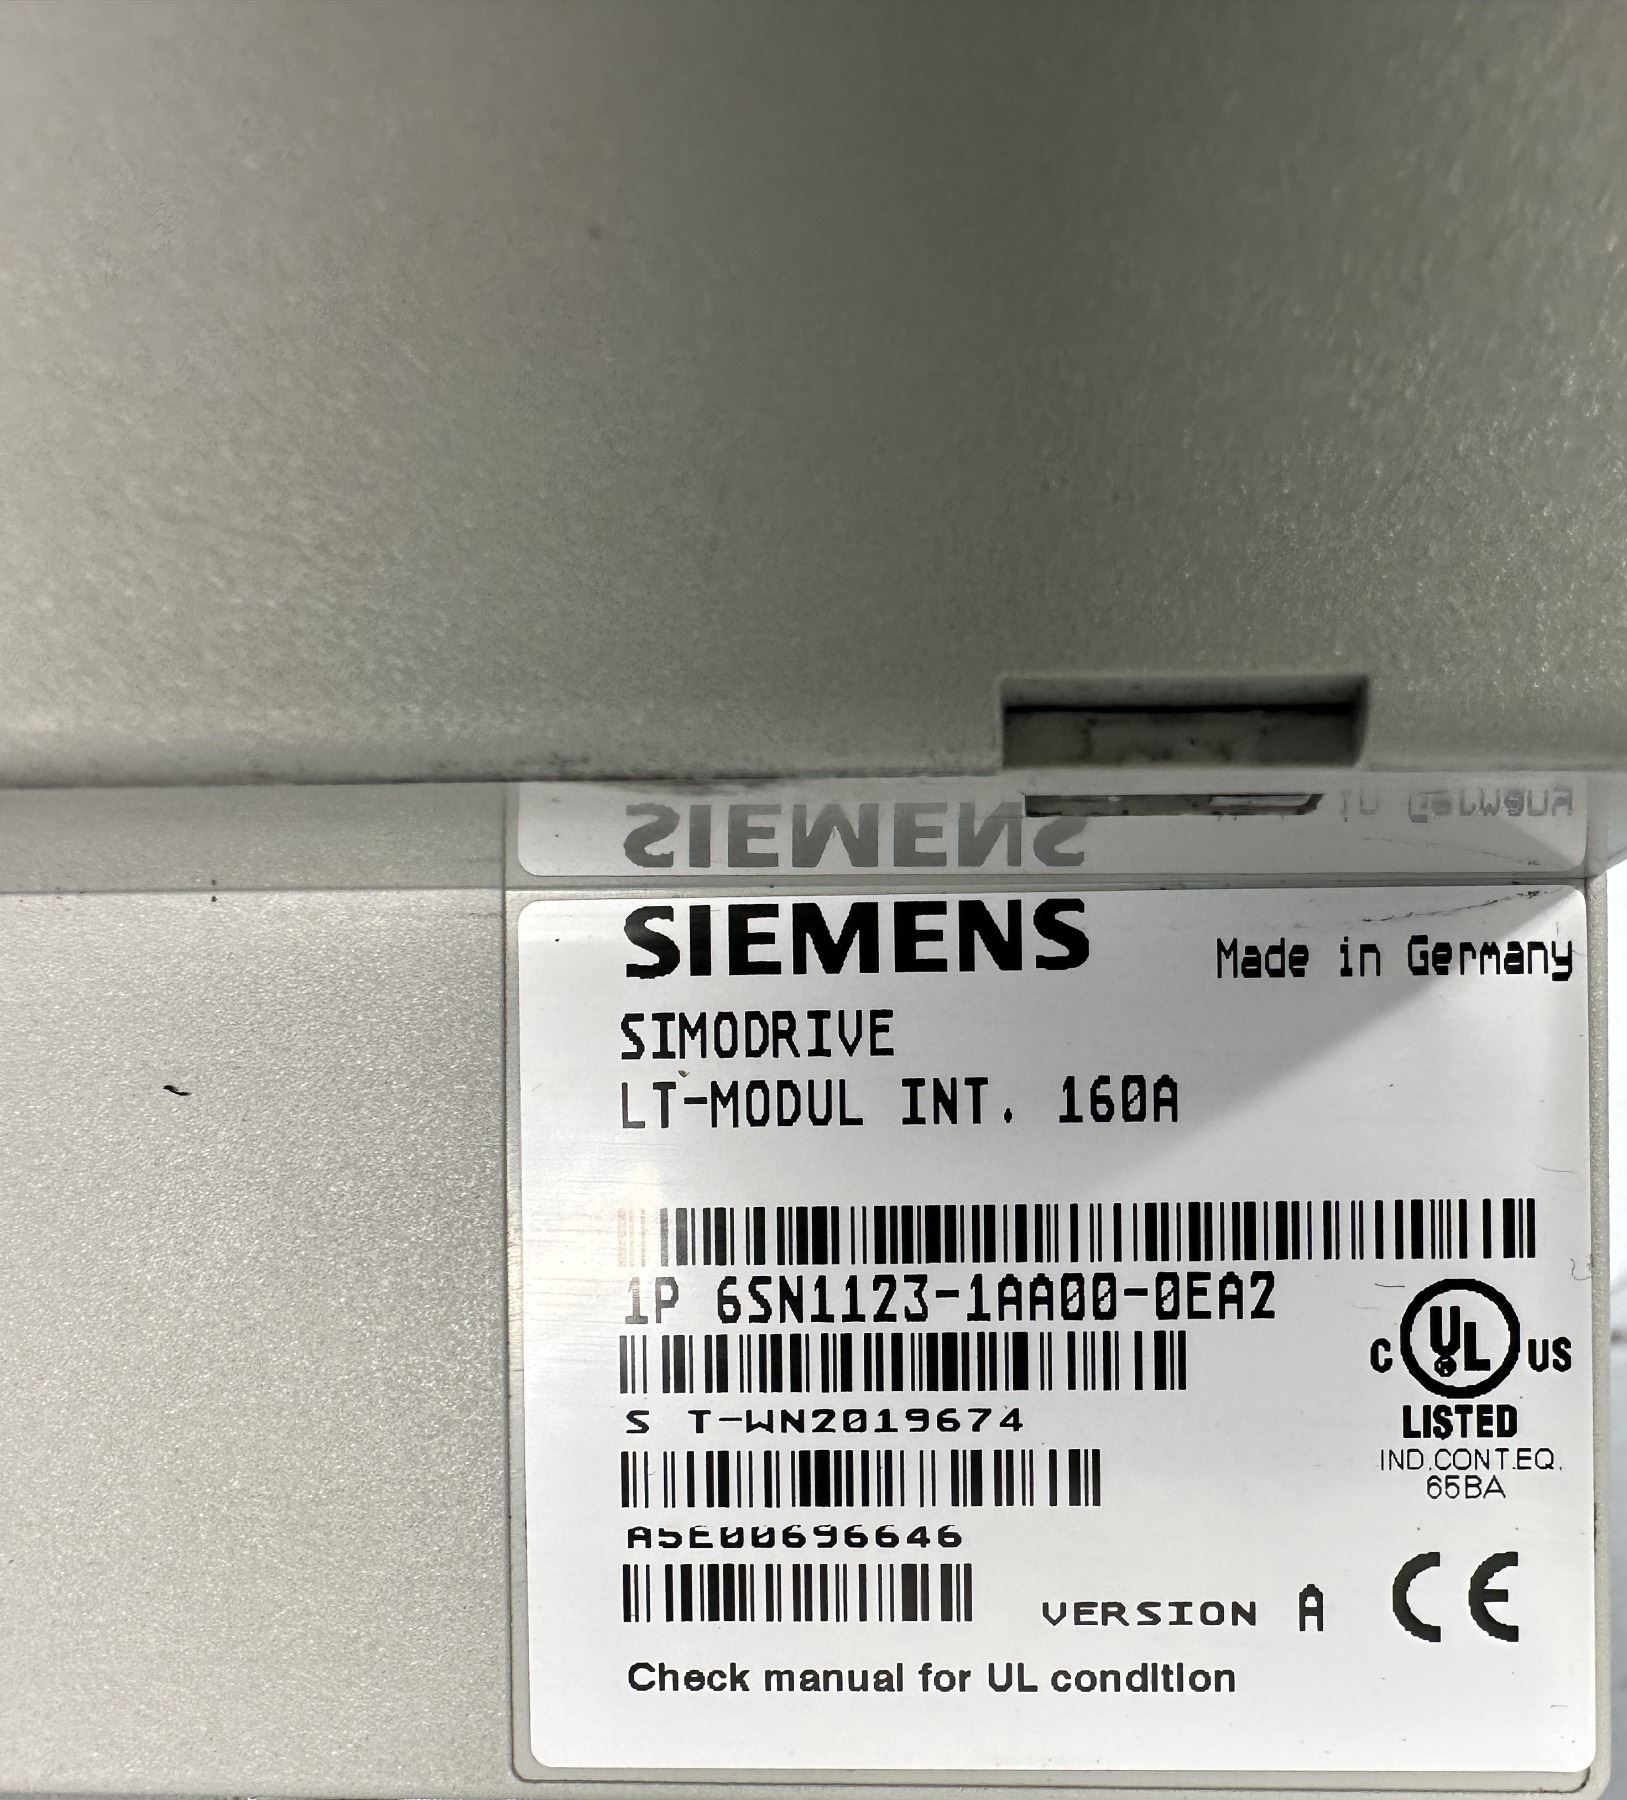 SIEMENS Made in Germany
SIMODRIVE
LT-MODUL INT. 160A
1P 6SN1123-1AA00-0EA2
S T-WN2019674
A5E00696646
VERSION A
Check manual for UL condition
C UL US
LISTED
IND.CONT.EQ.
65BA
CE